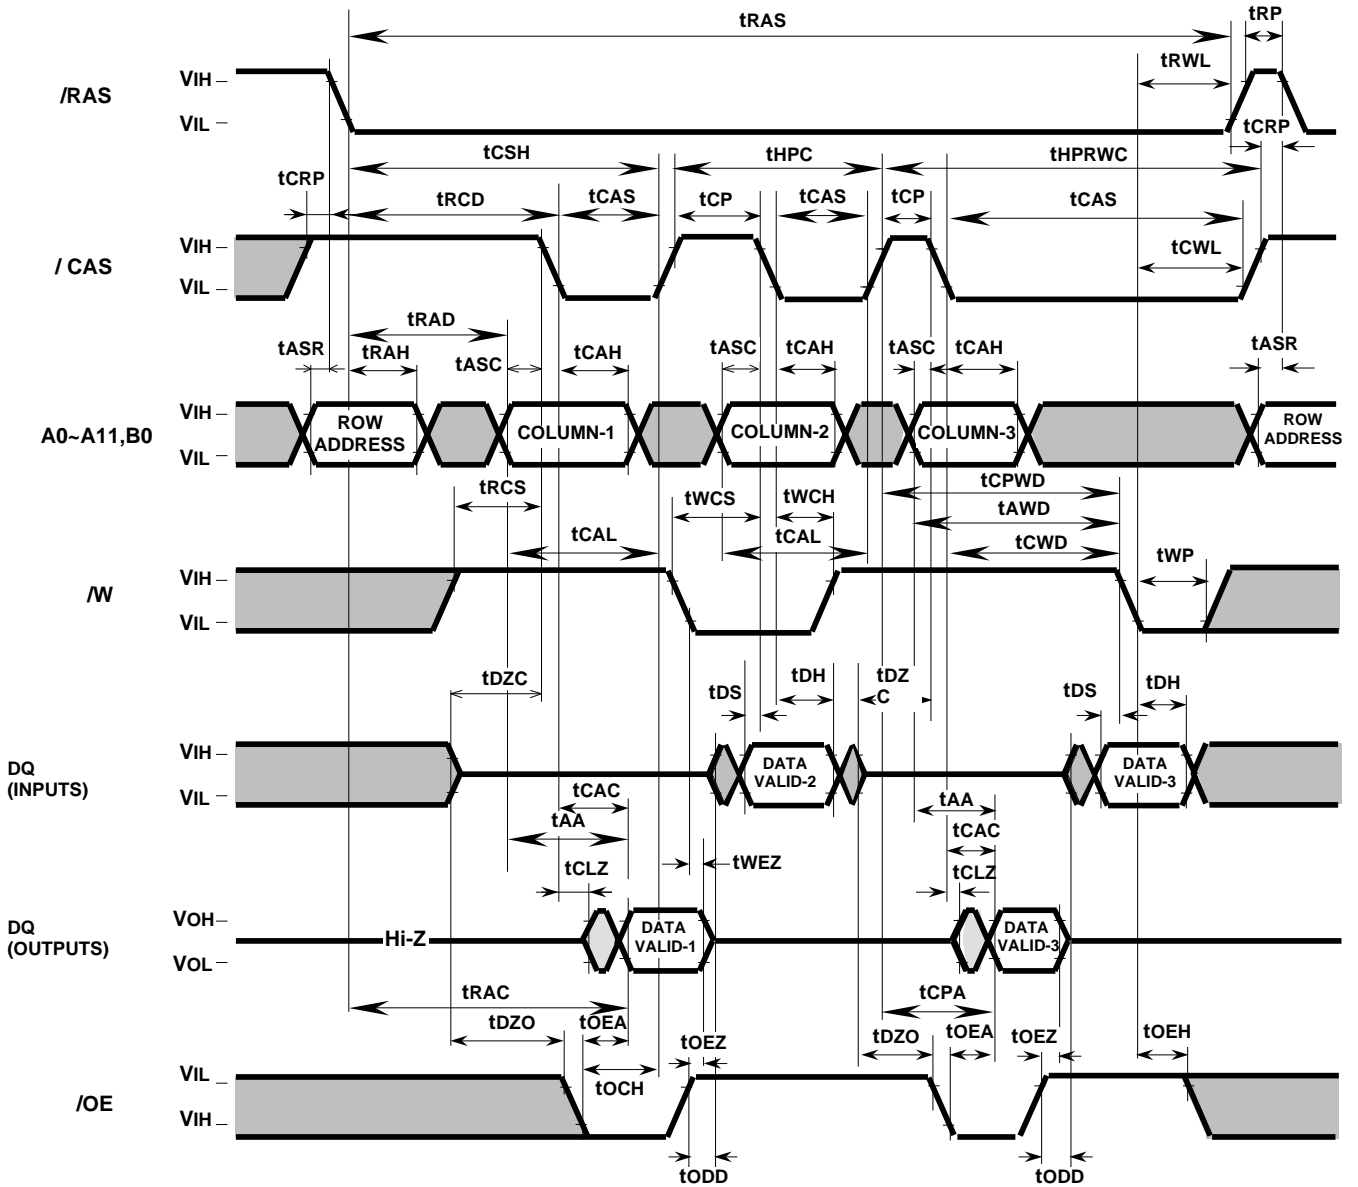 tRAS
tRP
tRWL
/RAS
VIH
VIL
tCRP
tCSH
tHPC
tHPRWC
tCRP
tRCD
tCAS
tCP
tCAS
tCP
tCAS
/ CAS
VIH
VIL
tCWL
tRAD
tASR
tRAH
tASC
tCAH
tASC
tCAH
tASC
tCAH
tASR
A0~A11,B0
VIH
VIL
ROW
ADDRESS
COLUMN-1
COLUMN-2
COLUMN-3
ROW
ADDRESS
tRCS
tWCS
tWCH
tCPWD
tAWD
tCAL
tCAL
tCWD
tWP
/W
VIH
VIL
tDZC
tDS
tDH
tDZ
C
tDS
tDH
DQ
(INPUTS)
VIH
VIL
DATA
VALID-2
DATA
VALID-3
tCAC
tAA
tAA
tCAC
tCLZ
tWEZ
tCLZ
DQ
(OUTPUTS)
VOH
VOL
Hi-Z
DATA
VALID-1
DATA
VALID-3
tRAC
tCPA
tDZO
tOEA
tOEZ
tDZO
tOEA
tOEZ
tOEH
tOCH
/OE
VIL
VIH
tODD
tODD